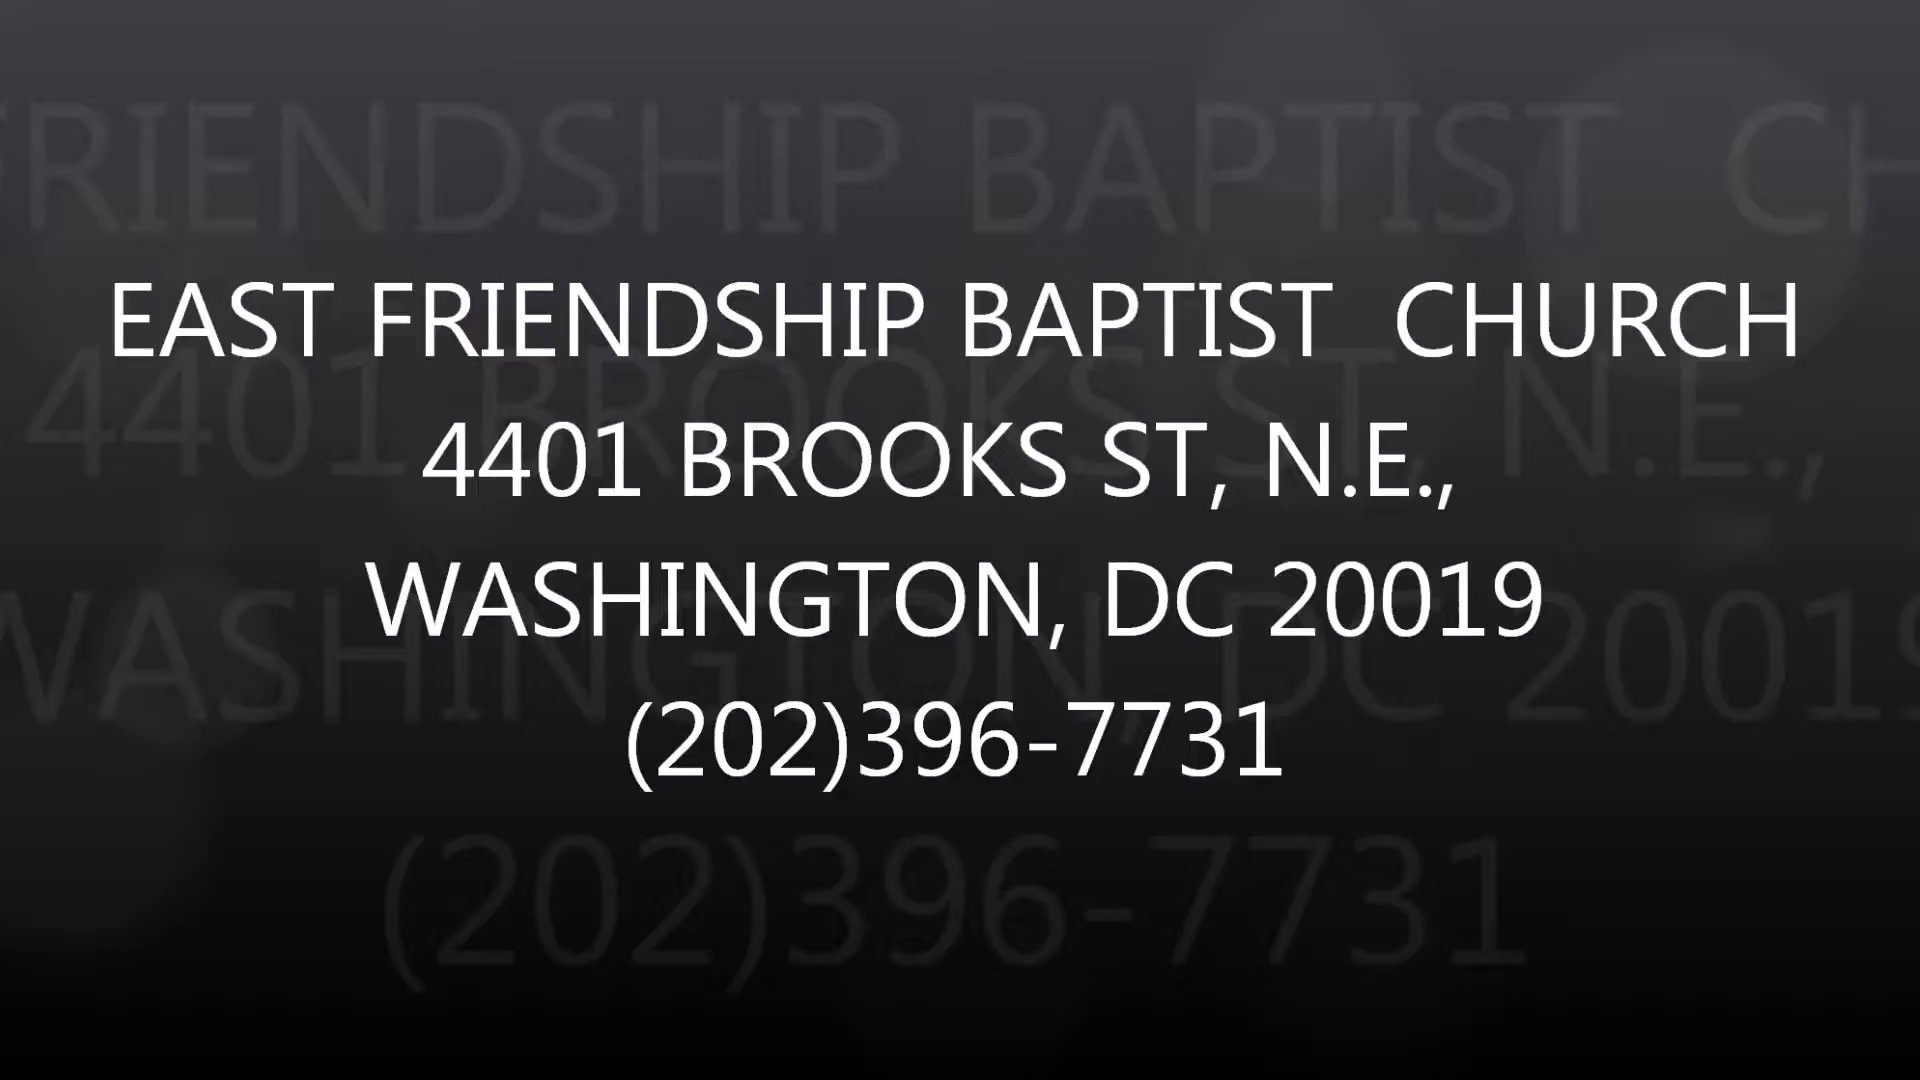 EAST FRIENDSHIP BAPTIST  CHURCH
4401 BROOKS ST, N.E.,
WASHINGTON, DC 20019
(202)396-7731